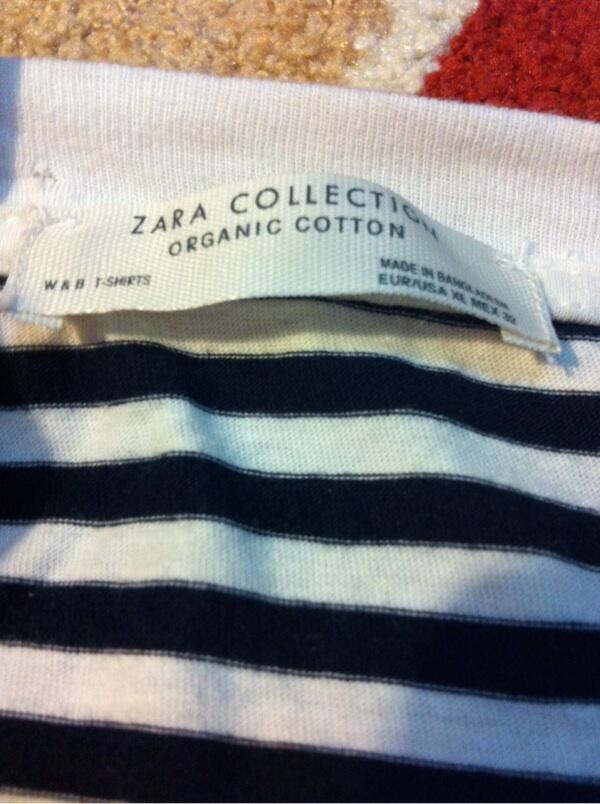 ZARA COLLECTION
ORGANIC COTTON
W & B T-SHIRTS
MADE IN BANGLADESH
EUR/USA XL MEX 32